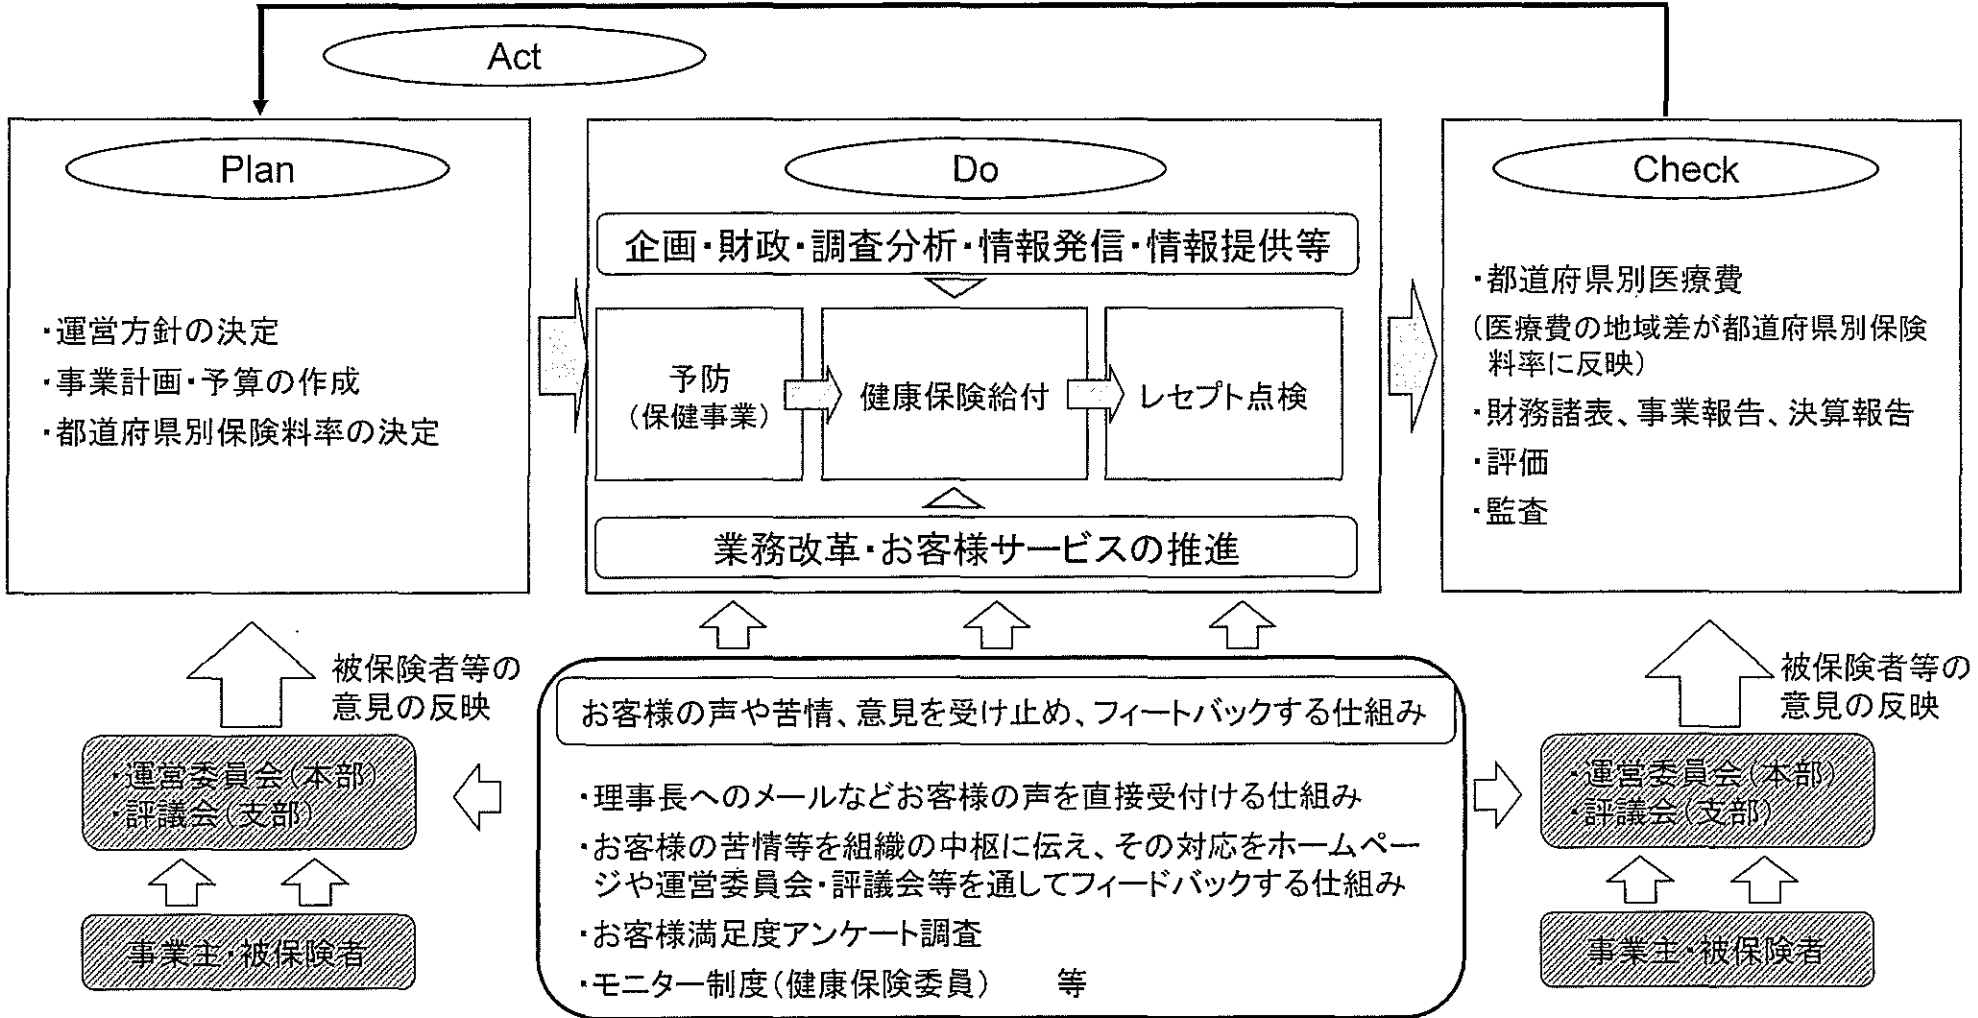 Act
Plan
・運営方針の決定
・事業計画・予算の作成
・都道府県別保険料率の決定
Do
企画・財政・調査分析・情報発信・情報提供等
予防
(保健事業)
健康保険給付
レセプト点検
業務改革・お客様サービスの推進
Check
・都道府県別医療費
(医療費の地域差が都道府県別保険
料率に反映)
・財務諸表、事業報告、決算報告
・評価
・監査
被保険者等の
意見の反映
・運営委員会(本部)
・評議会(支部)
事業主・被保険者
お客様の声や苦情、意見を受け止め、フィートバックする仕組み
・理事長へのメールなどお客様の声を直接受付ける仕組み
・お客様の苦情等を組織の中枢に伝え、その対応をホームペー
ジや運営委員会・評議会等を通してフィードバックする仕組み
・お客様満足度アンケート調査
・モニター制度(健康保険委員)　　等
被保険者等の
意見の反映
・運営委員会(本部)
・評議会(支部)
事業主・被保険者